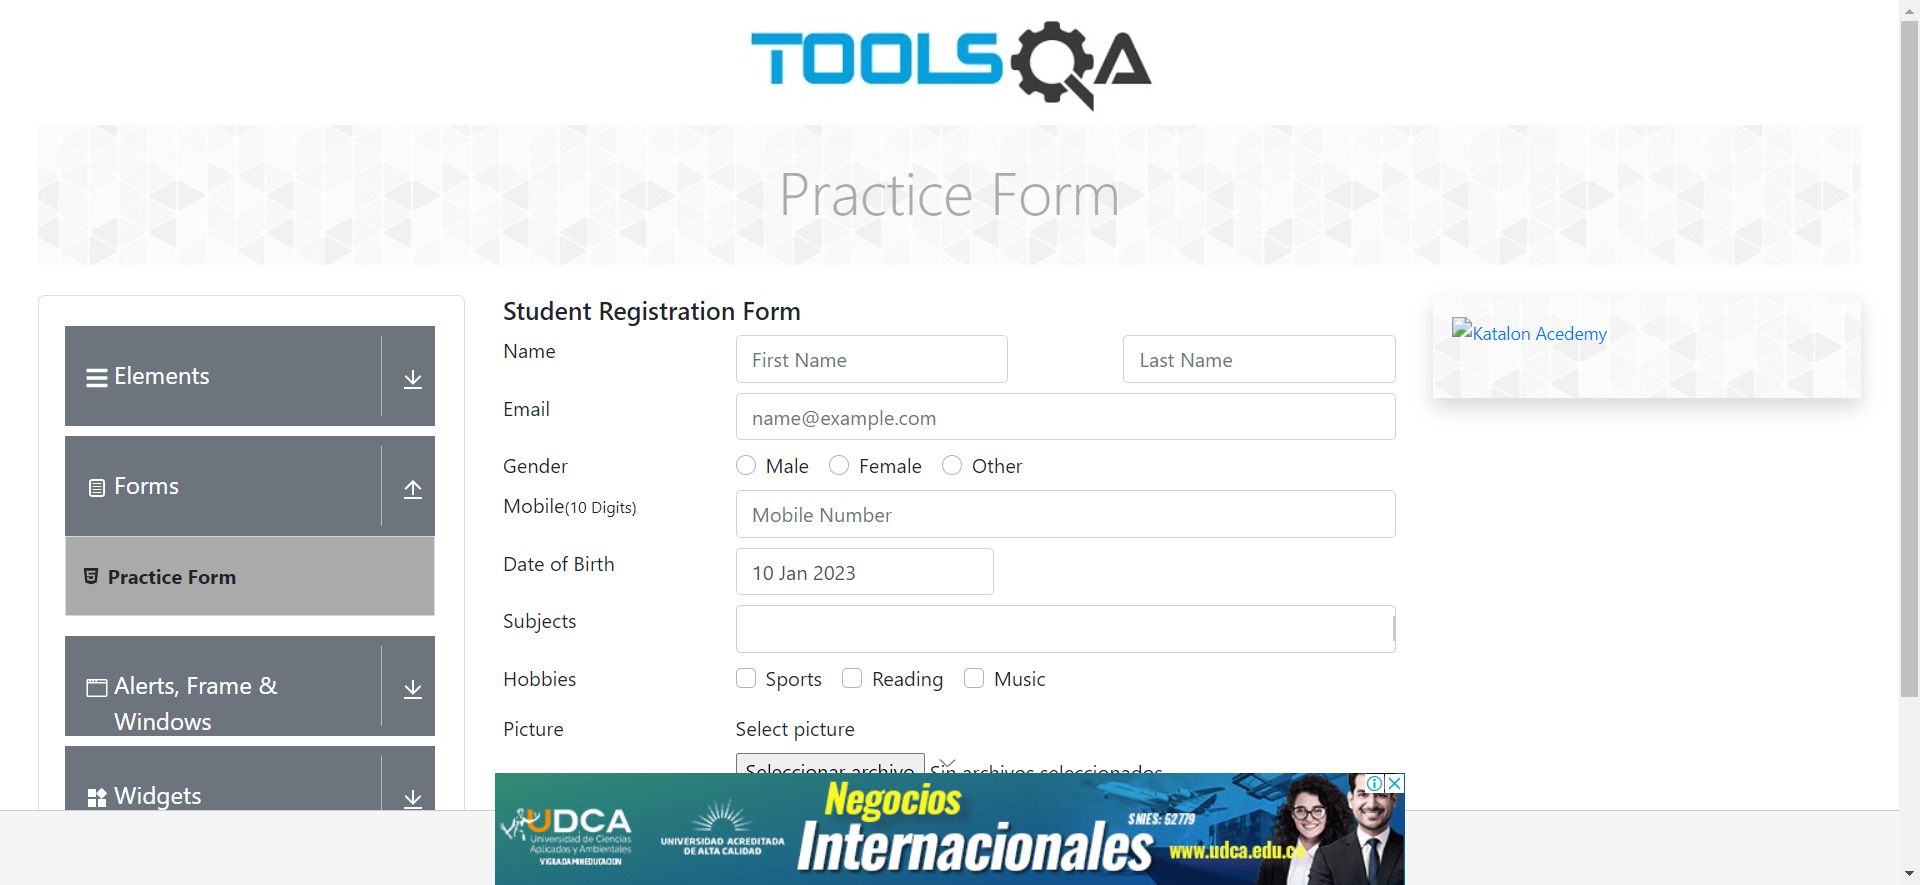 TOOLSQA
Practice Form
Elements
Forms
Practice Form
Alerts, Frame &
Windows
Widgets
Student Registration Form
Name
First Name
Last Name
Email
name@example.com
Gender
Male
Female
Other
Mobile(10 Digits)
Mobile Number
Date of Birth
10 Jan 2023
Subjects
Hobbies
Sports
Reading
Music
Picture
Select picture
Seleccionar archivo
Sin archivos seleccionados
Katalon Acedemy
UDCA
Universidad de Ciencias
Aplicadas y Ambientales
VIGILADA MINEDUCACION
UNIVERSIDAD ACREDITADA
DE ALTA CALIDAD
Negocios
Internacionales
SNIES: 52779
www.udca.edu.co